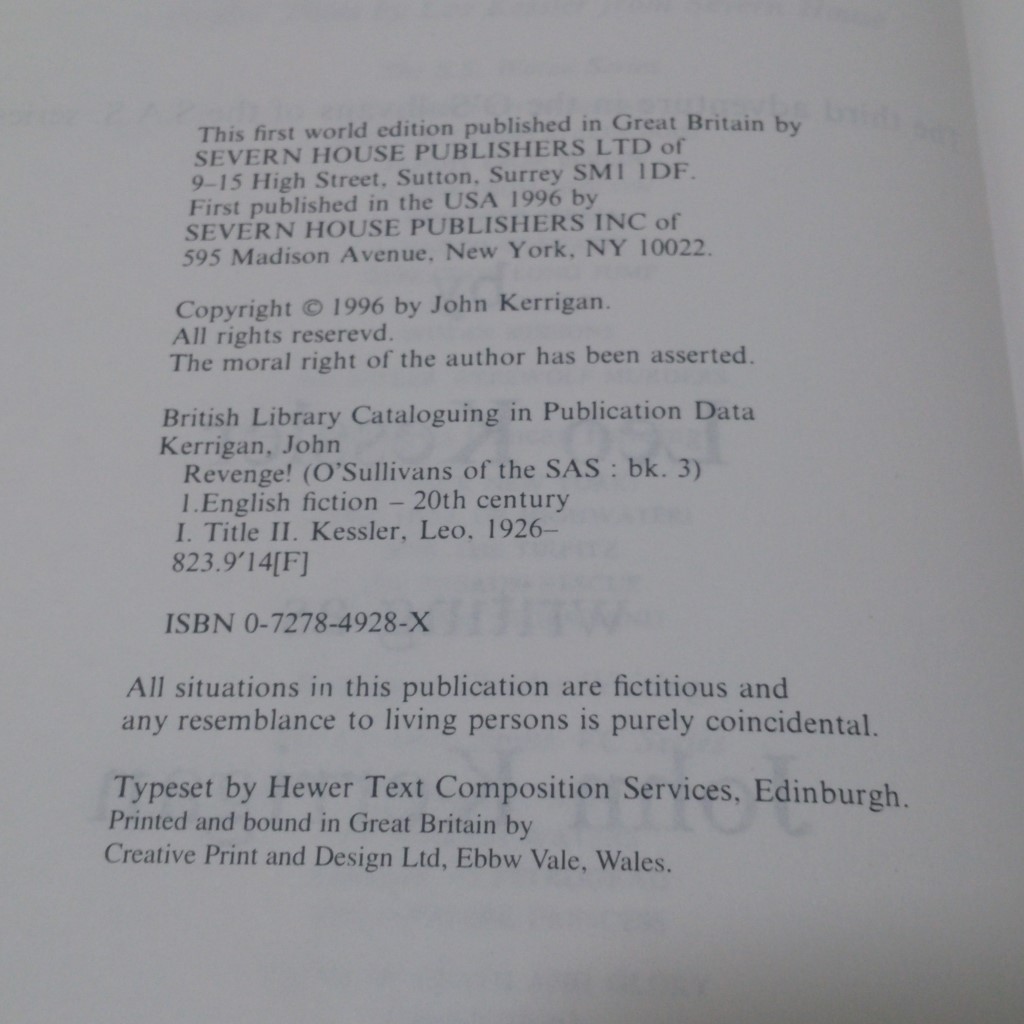 This first world edition published in Great Britain by
SEVERN HOUSE PUBLISHERS LTD of
9–15 High Street, Sutton, Surrey SM1 1DF.
First published in the USA 1996 by
SEVERN HOUSE PUBLISHERS INC of
595 Madison Avenue, New York, NY 10022.
Copyright © 1996 by John Kerrigan.
All rights reserevd.
The moral right of the author has been asserted.
British Library Cataloguing in Publication Data
Kerrigan, John
Revenge! (O'Sullivans of the SAS : bk. 3)
1.English fiction – 20th century
I. Title II. Kessler, Leo, 1926–
823.9'14[F]
ISBN 0-7278-4928-X
All situations in this publication are fictitious and
any resemblance to living persons is purely coincidental.
Typeset by Hewer Text Composition Services, Edinburgh.
Printed and bound in Great Britain by
Creative Print and Design Ltd, Ebbw Vale, Wales.